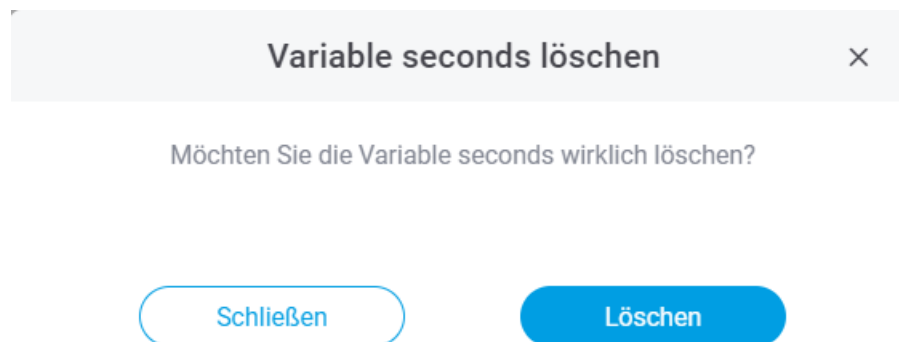 Variable seconds löschen
Möchten Sie die Variable seconds wirklich löschen?
Schließen
Löschen